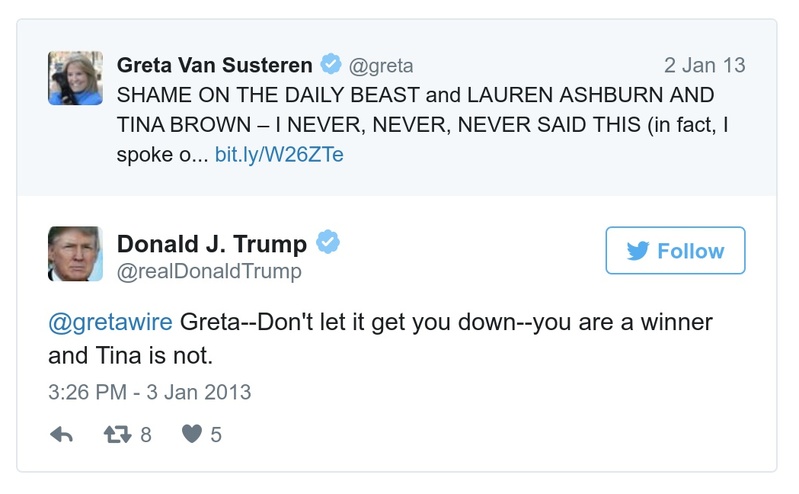 Greta Van Susteren @greta 2 Jan 13
SHAME ON THE DAILY BEAST and LAUREN ASHBURN AND
TINA BROWN – I NEVER, NEVER, NEVER SAID THIS (in fact, I
spoke o... bit.ly/W26ZTe
Donald J. Trump
@realDonaldTrump
Follow
@gretawire Greta--Don't let it get you down--you are a winner
and Tina is not.
3:26 PM - 3 Jan 2013
8 5